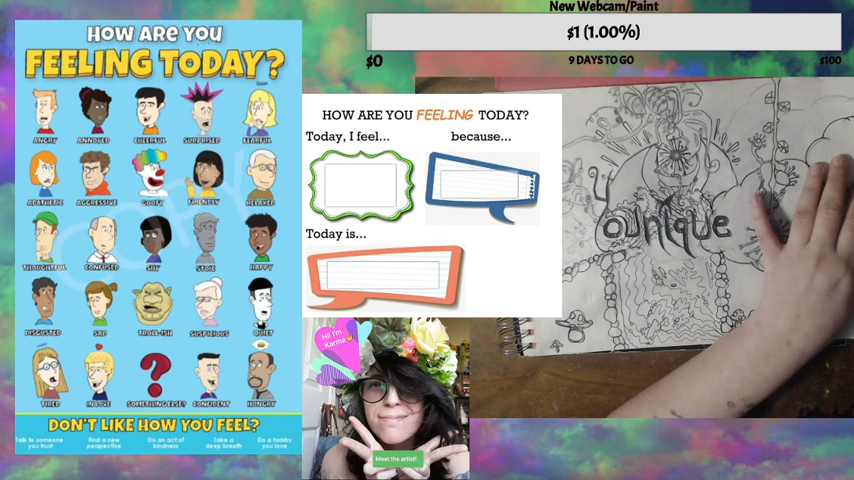 HOW ARE YOU
FEELING TODAY?
ANGRY ANNOYED CHEERFUL SURPRISED FEARFUL
APATHETIC AGGRESSIVE GOOFY FRIENDLY RELAXED
THOUGHTFUL CONFUSED SHY STOIC HAPPY
DISGUSTED SAD TROLL-ISH SUSPICIOUS QUIET
TIRED IN LOVE SOMETHING ELSE? CONFIDENT HUNGRY
DON'T LIKE HOW YOU FEEL?
Talk to someone you trust
Find a new perspective
Do an act of kindness
Take a deep breath
Do a hobby you love
COPY
New Webcam/Paint
$1 (1.00%)
$0 9 DAYS TO GO $100
HOW ARE YOU FEELING TODAY?
Today, I feel... because...
Today is...
Hi! I'm
Karma
Meet the artist!
Younique